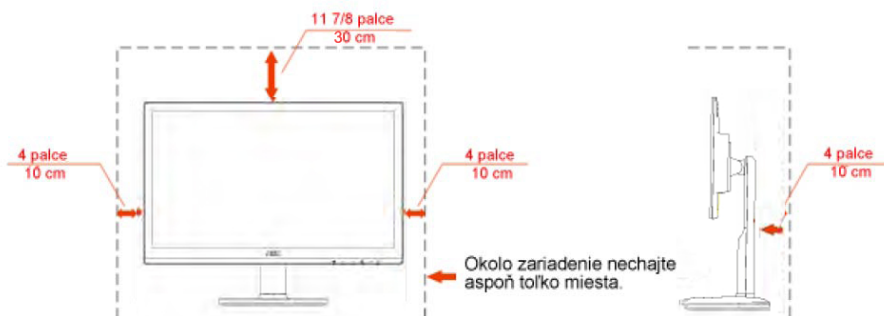 11 7/8 palce
30 cm
4 palce
10 cm
4 palce
10 cm
4 palce
10 cm
AOC
Okolo zariadenie nechajte
aspoň toľko miesta.